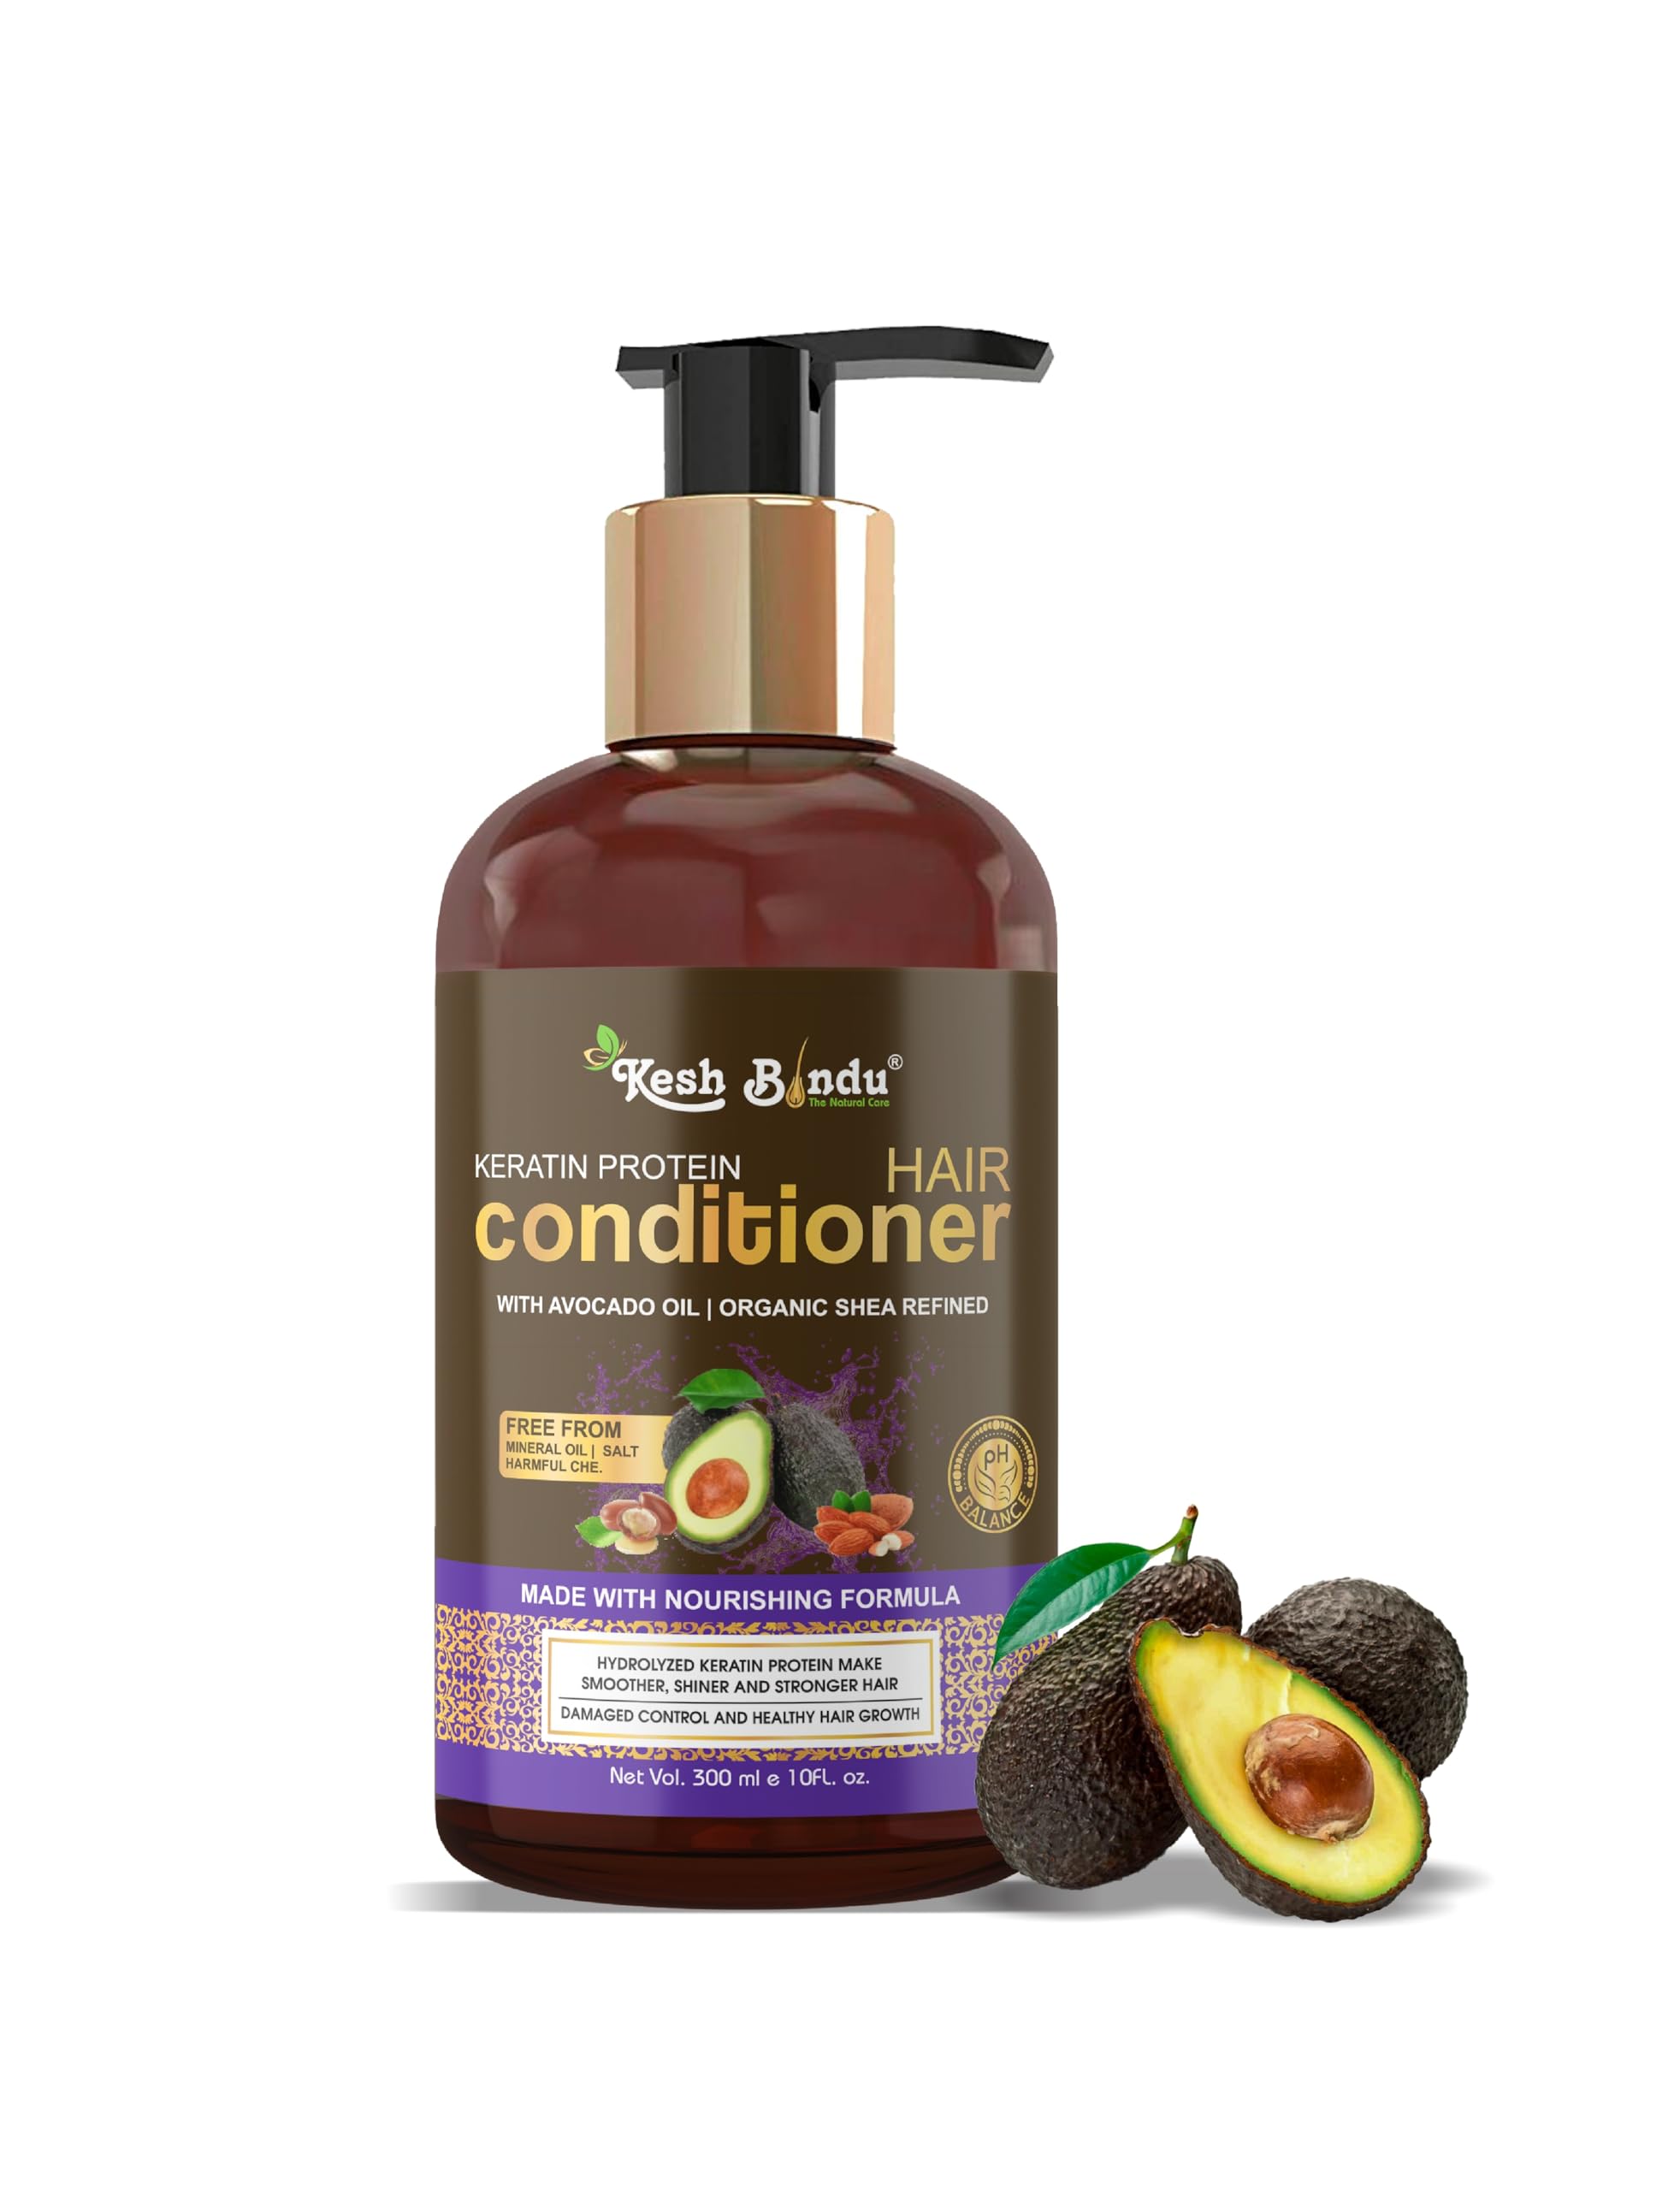 Kesh Bindu®
The Natural Care
KERATIN PROTEIN HAIR
conditioner
WITH AVOCADO OIL | ORGANIC SHEA REFINED
FREE FROM
MINERAL OIL | SALT
HARMFUL CHE.
pH
BALANCE
MADE WITH NOURISHING FORMULA
HYDROLYZED KERATIN PROTEIN MAKE
SMOOTHER, SHINER AND STRONGER HAIR
DAMAGED CONTROL AND HEALTHY HAIR GROWTH
Net Vol. 300 ml e 10FL. oz.